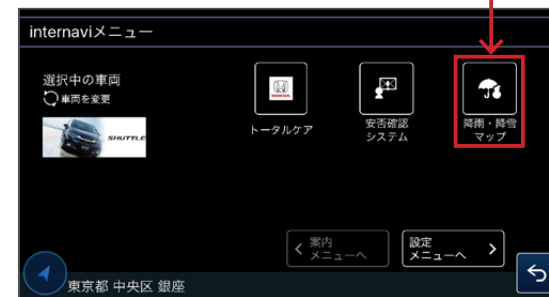 internaviメニュー
選択中の車両
車両を変更
SHUTTLE
HONDA
トータルケア
安否確認
システム
降雨・降雪
マップ
案内
メニューへ
設定
メニューへ
東京都 中央区 銀座